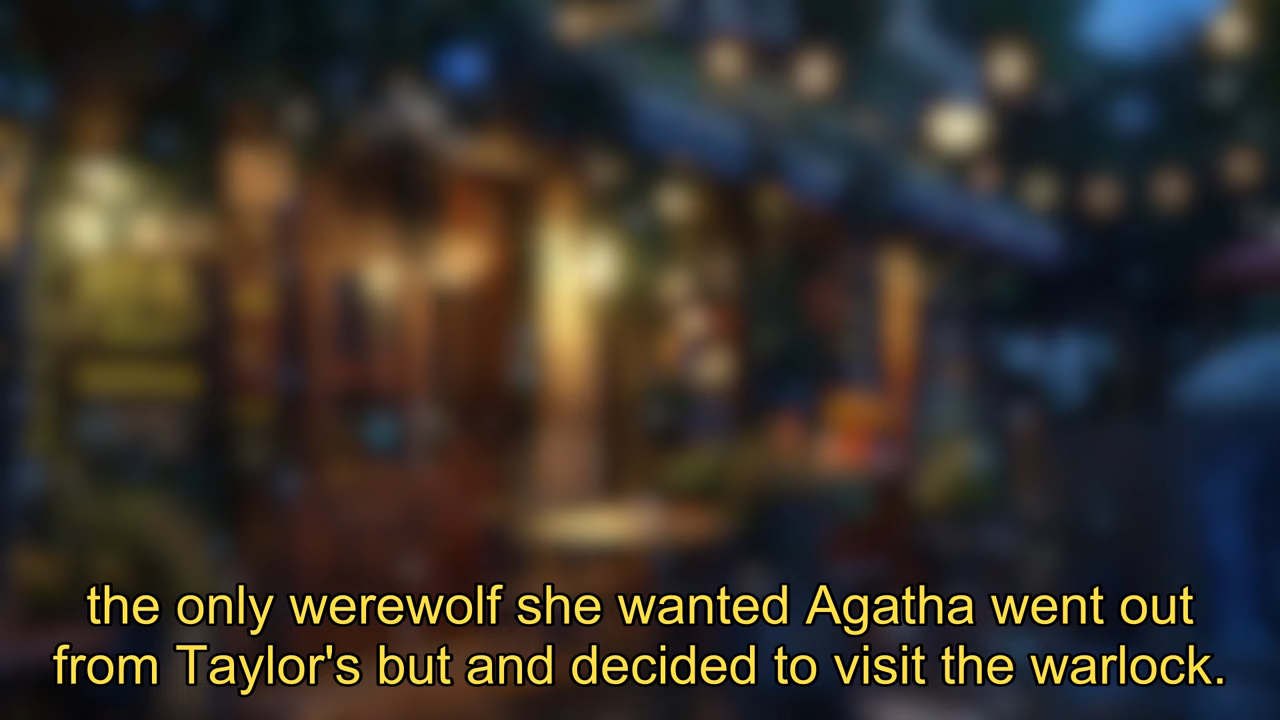 the only werewolf she wanted Agatha went out
from Taylor's but and decided to visit the warlock.